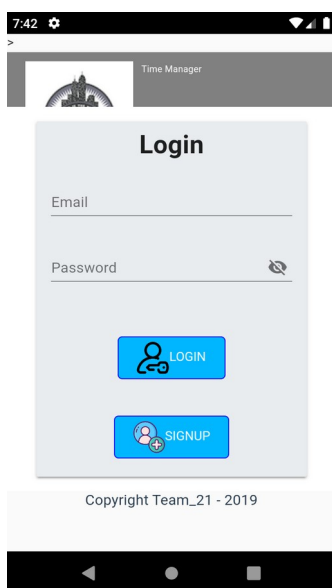 7:42
>
Time Manager
Login
Email
Password
LOGIN
SIGNUP
Copyright Team_21 - 2019